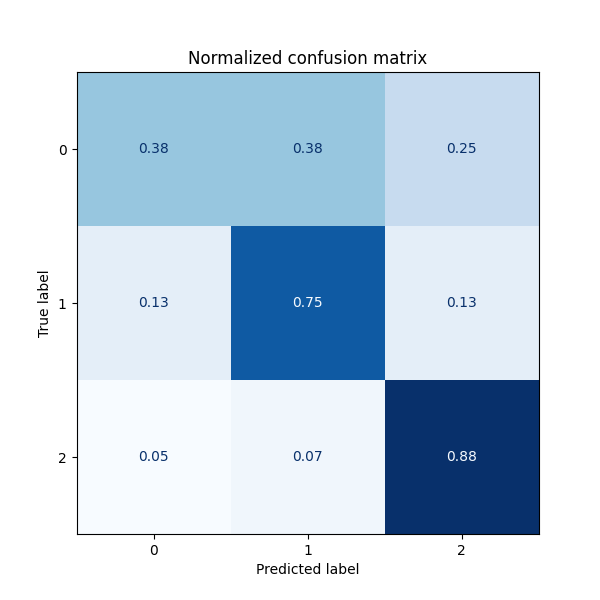 Normalized confusion matrix
True label
0
0.38 0.38 0.25
1
0.13 0.75 0.13
2
0.05 0.07 0.88
0 1 2
Predicted label